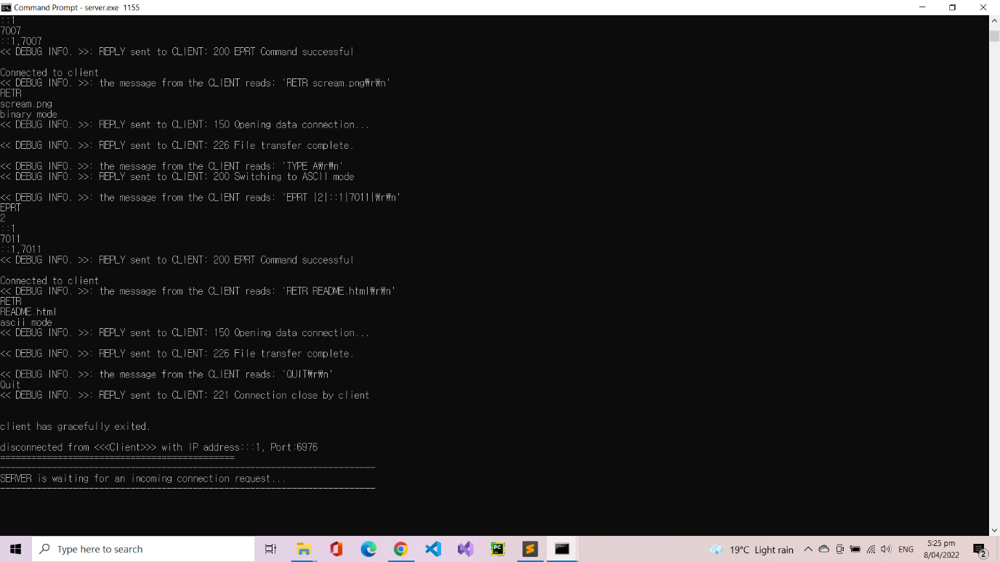 Command Prompt - server.exe  1155
::1
7007
::1,7007
<< DEBUG INFO. >>: REPLY sent to CLIENT: 200 EPRT Command successful
Connected to client
<< DEBUG INFO. >>: the message from the CLIENT reads: 'RETR scream.png₩r₩n'
RETR
scream.png
binary mode
<< DEBUG INFO. >>: REPLY sent to CLIENT: 150 Opening data connection...
<< DEBUG INFO. >>: REPLY sent to CLIENT: 226 File transfer complete.
<< DEBUG INFO. >>: the message from the CLIENT reads: 'TYPE A₩r₩n'
<< DEBUG INFO. >>: REPLY sent to CLIENT: 200 Switching to ASCII mode
<< DEBUG INFO. >>: the message from the CLIENT reads: 'EPRT |2|::1|7011|₩r₩n'
EPRT
2
::1
7011
::1,7011
<< DEBUG INFO. >>: REPLY sent to CLIENT: 200 EPRT Command successful
Connected to client
<< DEBUG INFO. >>: the message from the CLIENT reads: 'RETR README.html₩r₩n'
RETR
README.html
ascii mode
<< DEBUG INFO. >>: REPLY sent to CLIENT: 150 Opening data connection...
<< DEBUG INFO. >>: REPLY sent to CLIENT: 226 File transfer complete.
<< DEBUG INFO. >>: the message from the CLIENT reads: 'QUIT₩r₩n'
Quit
<< DEBUG INFO. >>: REPLY sent to CLIENT: 221 Connection close by client
client has gracefully exited.
disconnected from <<<Client>>> with IP address:::1, Port:6976
=============================================
------------------------------------------------------------------------
SERVER is waiting for an incoming connection request...
------------------------------------------------------------------------
Type here to search
19°C Light rain
ENG
5:25 pm
8/04/2022
2